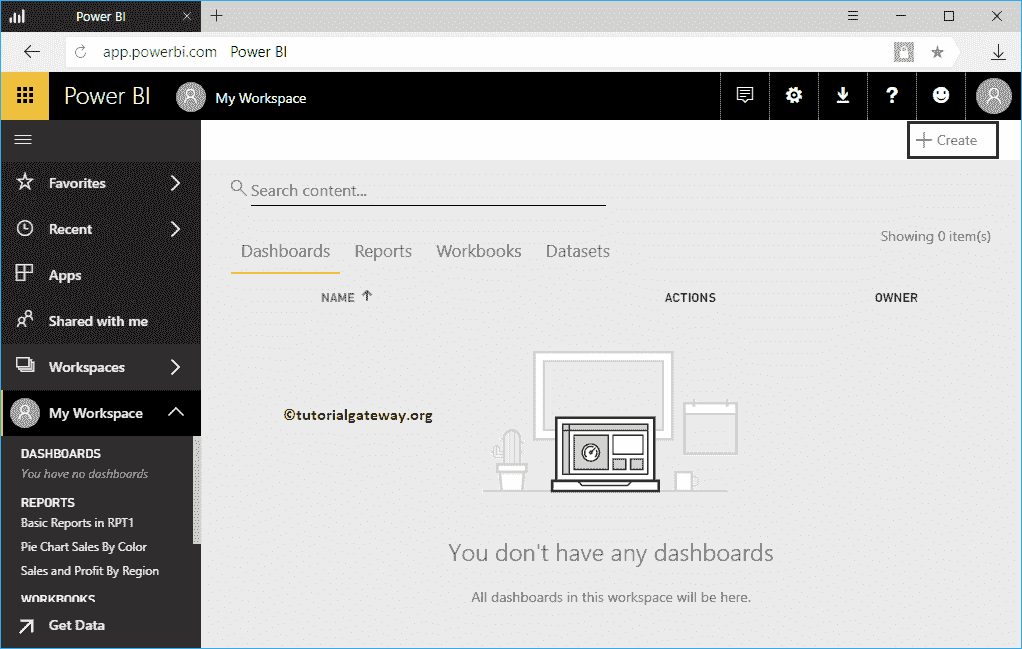 Power BI
app.powerbi.com Power BI
Power BI My Workspace
Create
Favorites
Recent
Apps
Shared with me
Workspaces
My Workspace
DASHBOARDS
You have no dashboards
REPORTS
Basic Reports in RPT1
Pie Chart Sales By Color
Sales and Profit By Region
WORKBOOKS
Get Data
Search content...
Showing 0 item(s)
Dashboards Reports Workbooks Datasets
NAME ACTIONS OWNER
©tutorialgateway.org
You don't have any dashboards
All dashboards in this workspace will be here.